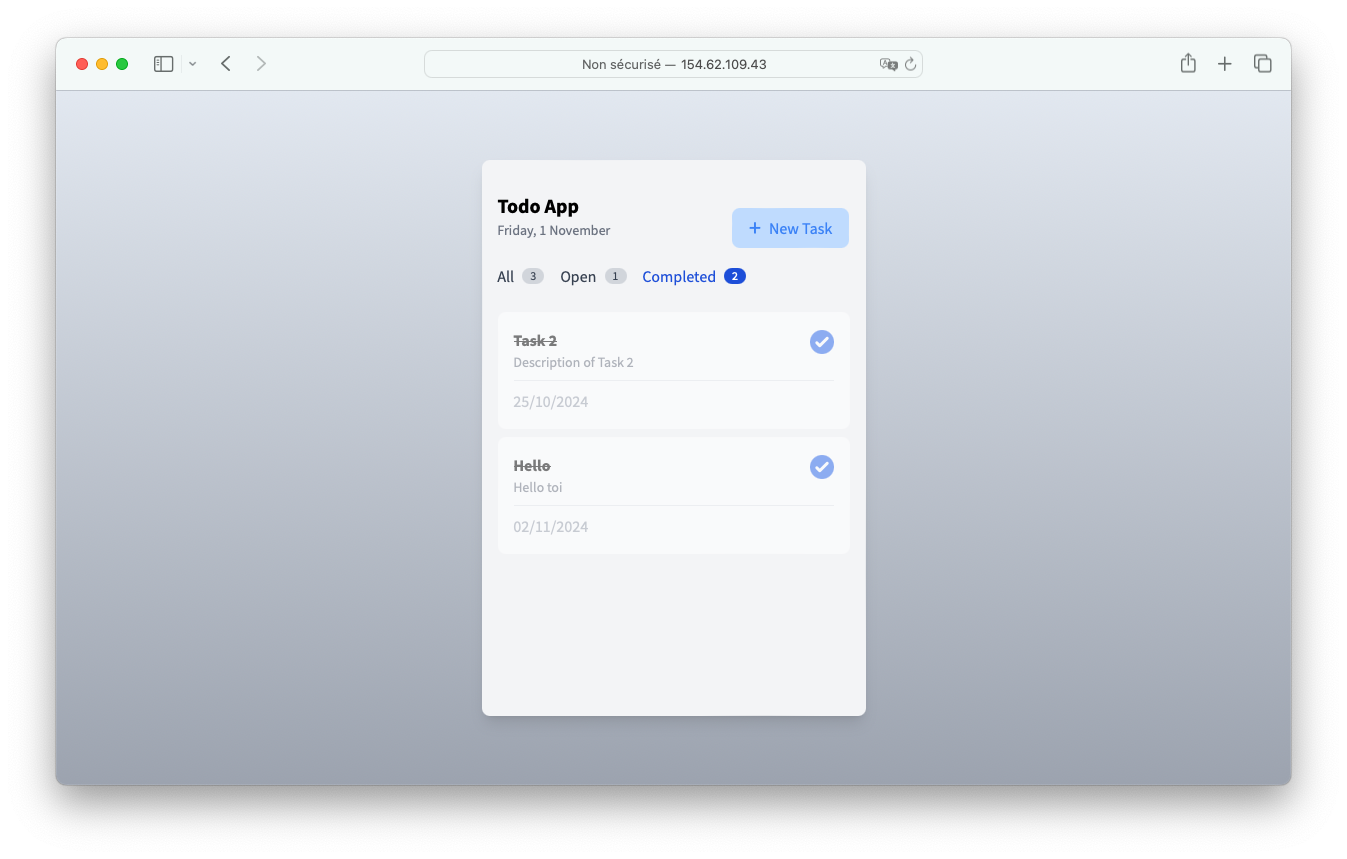 Non sécurisé — 154.62.109.43
Todo App
Friday, 1 November
+ New Task
All 3 Open 1 Completed 2
Task 2
Description of Task 2
25/10/2024
Hello
Hello toi
02/11/2024